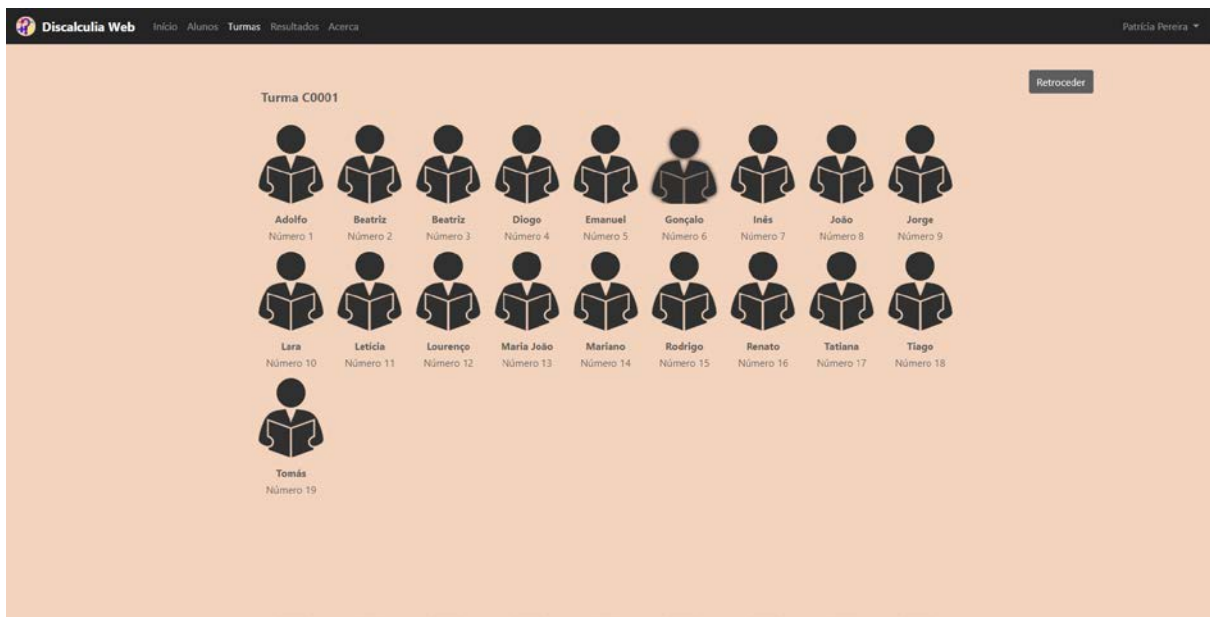 Discalculia Web Início Alunos Turmas Resultados Acerca Patrícia Pereira
Retroceder
Turma C0001
Adolfo Beatriz Beatriz Diogo Emanuel Gonçalo Inês João Jorge
Número 1 Número 2 Número 3 Número 4 Número 5 Número 6 Número 7 Número 8 Número 9
Lara Letícia Lourenço Maria João Mariano Rodrigo Renato Tatiana Tiago
Número 10 Número 11 Número 12 Número 13 Número 14 Número 15 Número 16 Número 17 Número 18
Tomás
Número 19